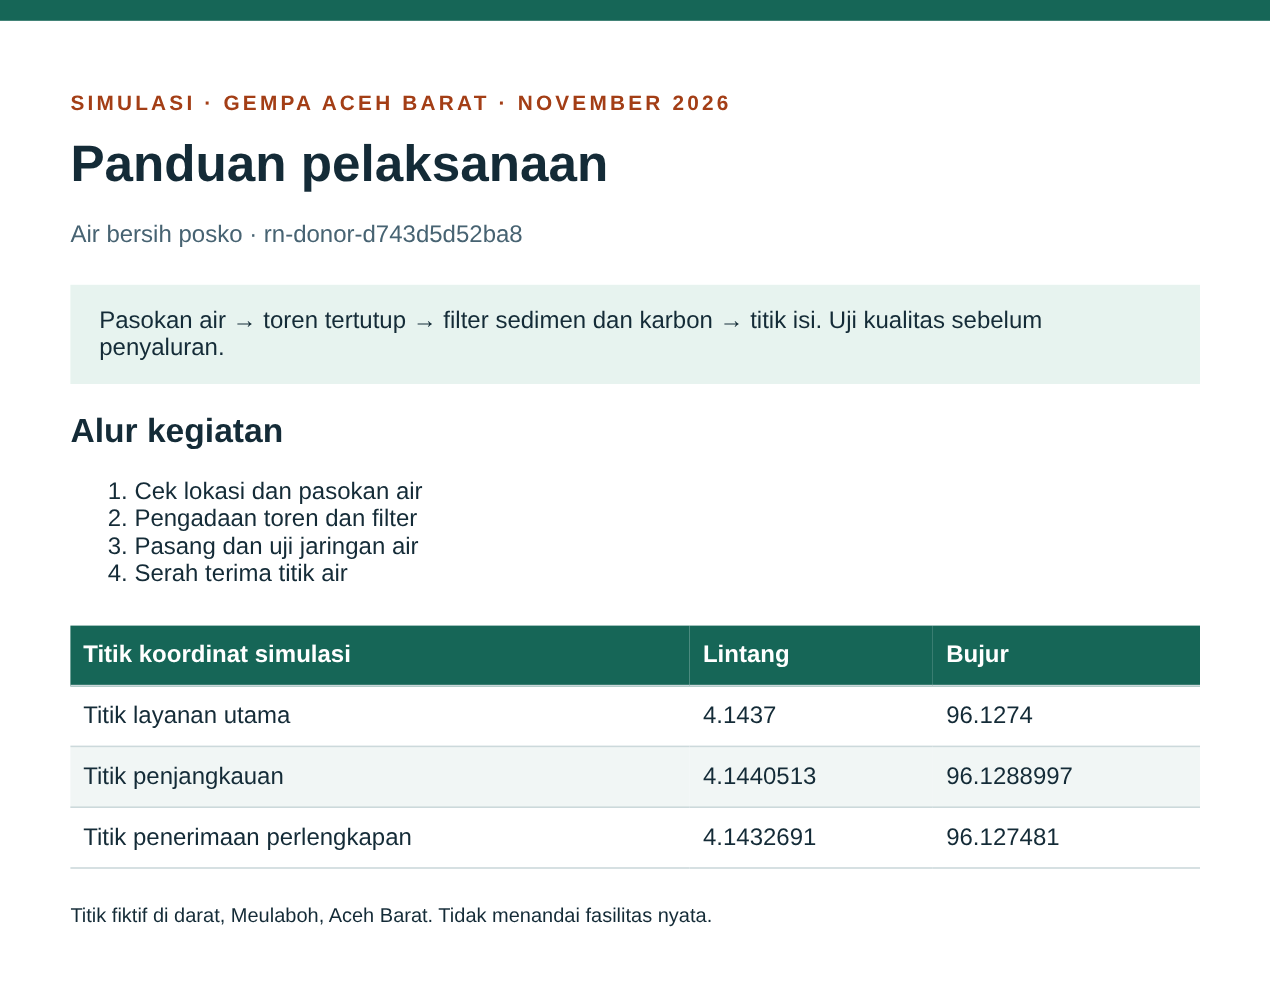 SIMULASI · GEMPA ACEH BARAT · NOVEMBER 2026
Panduan pelaksanaan
Air bersih posko · rn-donor-d743d5d52ba8
Pasokan air → toren tertutup → filter sedimen dan karbon → titik isi. Uji kualitas sebelum
penyaluran.
Alur kegiatan
1. Cek lokasi dan pasokan air
2. Pengadaan toren dan filter
3. Pasang dan uji jaringan air
4. Serah terima titik air
Titik koordinat simulasi Lintang Bujur
Titik layanan utama 4.1437 96.1274
Titik penjangkauan 4.1440513 96.1288997
Titik penerimaan perlengkapan 4.1432691 96.127481
Titik fiktif di darat, Meulaboh, Aceh Barat. Tidak menandai fasilitas nyata.